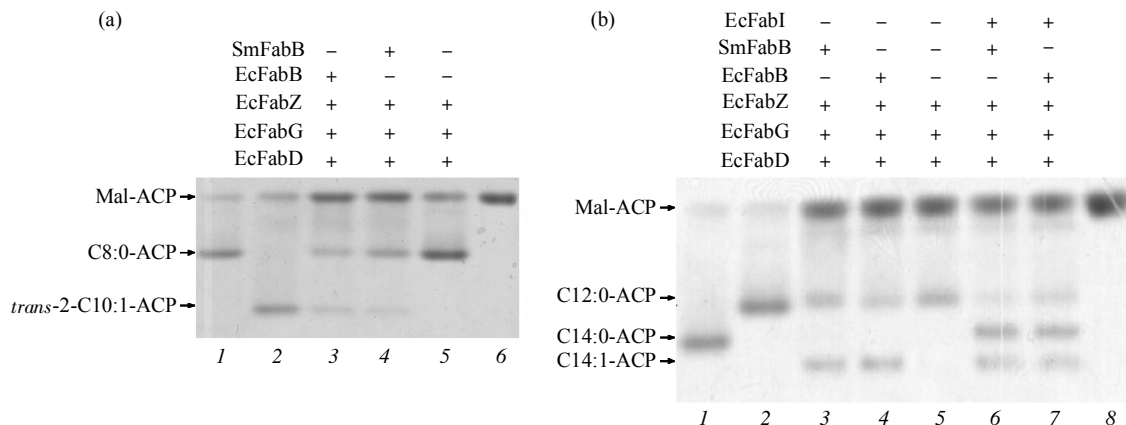 (a)
SmFabB – + –
EcFabB + – –
EcFabZ + + +
EcFabG + + +
EcFabD + + +
Mal-ACP
C8:0-ACP
trans-2-C10:1-ACP
1 2 3 4 5 6
(b)
EcFabI – – – + +
SmFabB + – – + –
EcFabB – + – – +
EcFabZ + + + + +
EcFabG + + + + +
EcFabD + + + + +
Mal-ACP
C12:0-ACP
C14:0-ACP
C14:1-ACP
1 2 3 4 5 6 7 8